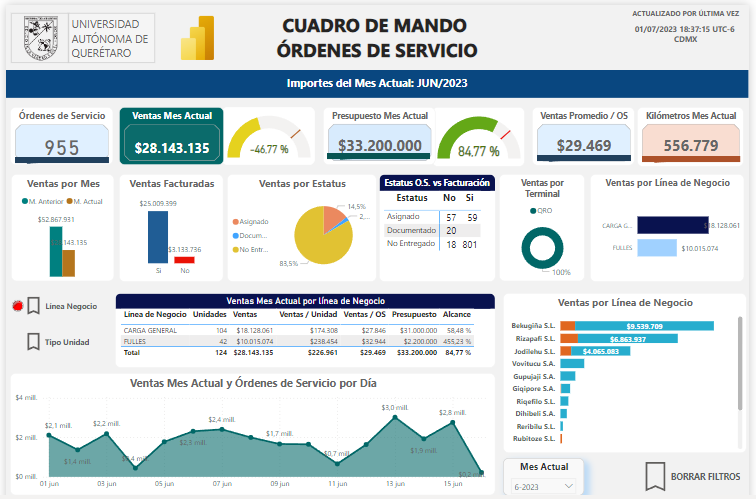 UNIVERSIDAD
AUTÓNOMA DE
QUERÉTARO
CUADRO DE MANDO
ÓRDENES DE SERVICIO
ACTUALIZADO POR ÚLTIMA VEZ
01/07/2023 18:37:15 UTC-6
CDMX
Importes del Mes Actual: JUN/2023
Órdenes de Servicio
955
Ventas Mes Actual
$28.143.135
-46,77 %
Presupuesto Mes Actual
$33.200.000
84,77 %
Ventas Promedio / OS
$29.469
Kilómetros Mes Actual
556.779
Ventas por Mes
M. Anterior M. Actual
$52.867.931
143.135
Ventas Facturadas
$25.009.399
$3.133.736
Si No
Ventas por Estatus
Asignado
Docum...
No Entr...
14,5%
2,...
83,5%
Estatus O.S. vs Facturación
Estatus No Si
Asignado 57 59
Documentado 20
No Entregado 18 801
Ventas por
Terminal
QRO
100%
Ventas por Línea de Negocio
CARGA G... $18.128.061
FULLES $10.015.074
Línea Negocio
Tipo Unidad
Ventas Mes Actual por línea de Negocio
Línea de Negocio Unidades Ventas Ventas / Unidad Ventas / OS Presupuesto Alcance
CARGA GENERAL 104 $18.128.061 $174.308 $27.846 $31.000.000 58,48 %
FULLES 42 $10.015.074 $238.454 $32.944 $2.200.000 455,23 %
Total 124 $28.143.135 $226.961 $29.469 $33.200.000 84,77 %
Ventas por Línea de Negocio
Bekugiña S.L. $9.539.709
Rizapafi S.L. $6.863.937
Jodilehu S.L. $4.065.083
Vovitucu S.A.
Gupujaji S.A.
Giqipore S.A.
Riqefilo S.L.
Dihibeli S.A.
Reribilu S.L.
Rubitoze S.L.
Ventas Mes Actual y Órdenes de Servicio por Día
$4 mill.
$2 mill.
$0 mill.
$2,1 mill.
$1,4 mill.
$2,2 mill.
,4 mill.
$2,3 mill.
$2,4 mill.
$1,7 mill.
$0,7 mill.
$3,0 mill.
$1,9 mill.
$2,8 mill.
$0,2 mill.
01 jun 03 jun 05 jun 07 jun 09 jun 11 jun 13 jun 15 jun
Mes Actual
6-2023
BORRAR FILTROS